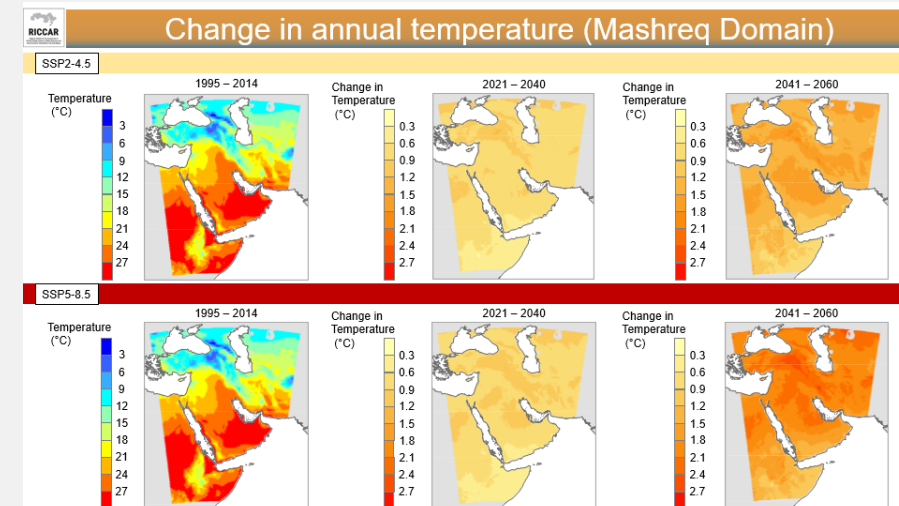 RICCAR
Change in annual temperature (Mashreq Domain)
SSP2-4.5
1995 – 2014
Temperature
(°C)
3
6
9
12
15
18
21
24
27
Change in
Temperature
(°C)
2021 – 2040
0.3
0.6
0.9
1.2
1.5
1.8
2.1
2.4
2.7
Change in
Temperature
(°C)
2041 – 2060
0.3
0.6
0.9
1.2
1.5
1.8
2.1
2.4
2.7
SSP5-8.5
1995 – 2014
Temperature
(°C)
3
6
9
12
15
18
21
24
27
Change in
Temperature
(°C)
2021 – 2040
0.3
0.6
0.9
1.2
1.5
1.8
2.1
2.4
2.7
Change in
Temperature
(°C)
2041 – 2060
0.3
0.6
0.9
1.2
1.5
1.8
2.1
2.4
2.7